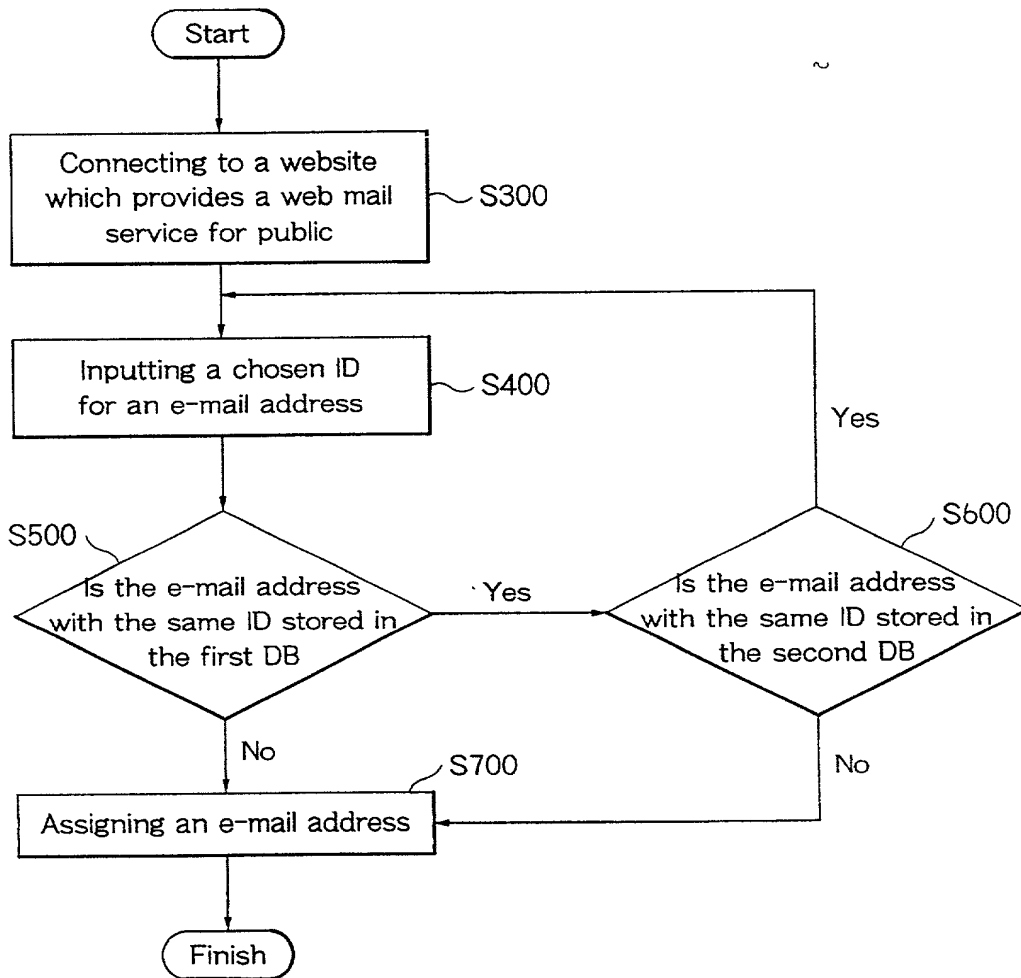 Start
Connecting to a website
which provides a web mail
service for public
S300
Inputting a chosen ID
for an e-mail address
S400
Yes
S500
Is the e-mail address
with the same ID stored in
the first DB
Yes
S600
Is the e-mail address
with the same ID stored in
the second DB
No
No
S700
Assigning an e-mail address
Finish